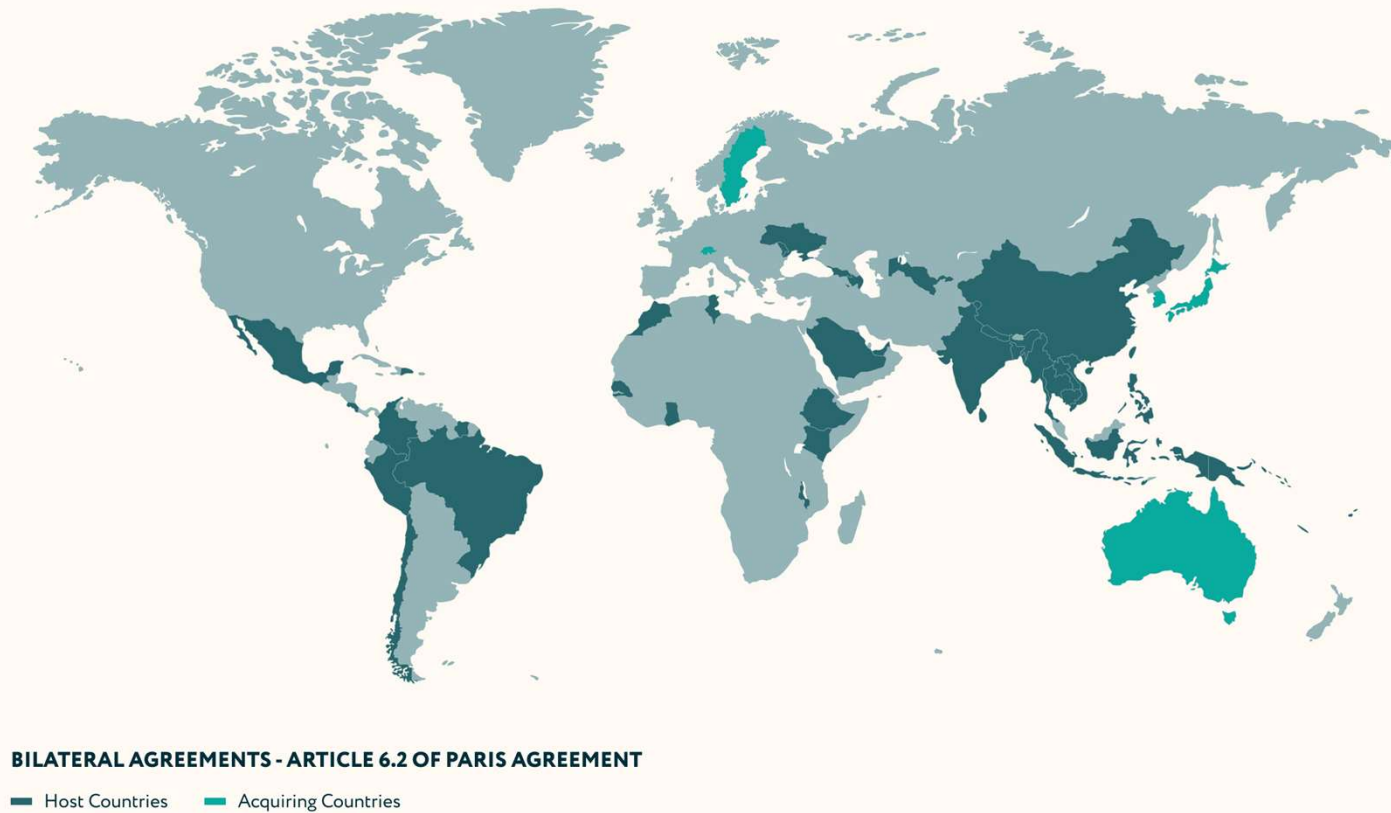 BILATERAL AGREEMENTS - ARTICLE 6.2 OF PARIS AGREEMENT
Host Countries Acquiring Countries